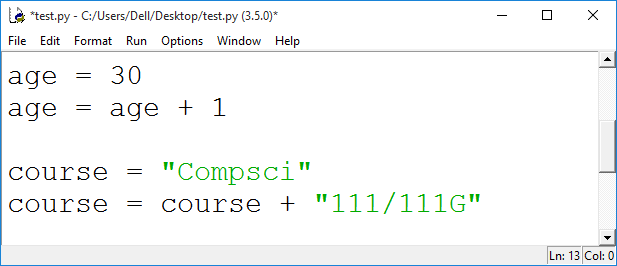 *test.py - C:/Users/Dell/Desktop/test.py (3.5.0)*
File Edit Format Run Options Window Help
age = 30
age = age + 1
course = "Compsci"
course = course + "111/111G"
Ln: 13 Col: 0